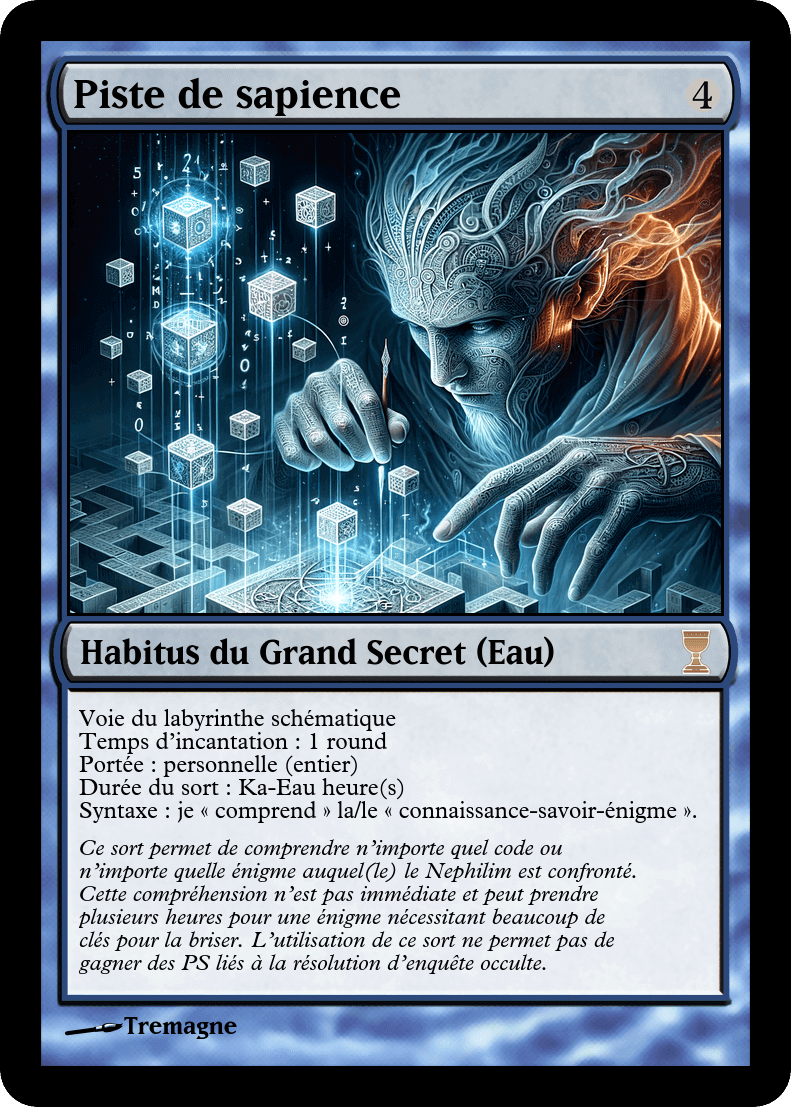 Piste de sapience 4
Habitus du Grand Secret (Eau)
Voie du labyrinthe schématique
Temps d'incantation : 1 round
Portée : personnelle (entier)
Durée du sort : Ka-Eau heure(s)
Syntaxe : je « comprend » la/le « connaissance-savoir-énigme ».
Ce sort permet de comprendre n'importe quel code ou
n'importe quelle énigme auquel(le) le Nephilim est confronté.
Cette compréhension n'est pas immédiate et peut prendre
plusieurs heures pour une énigme nécessitant beaucoup de
clés pour la briser. L'utilisation de ce sort ne permet pas de
gagner des PS liés à la résolution d'enquête occulte.
Tremagne